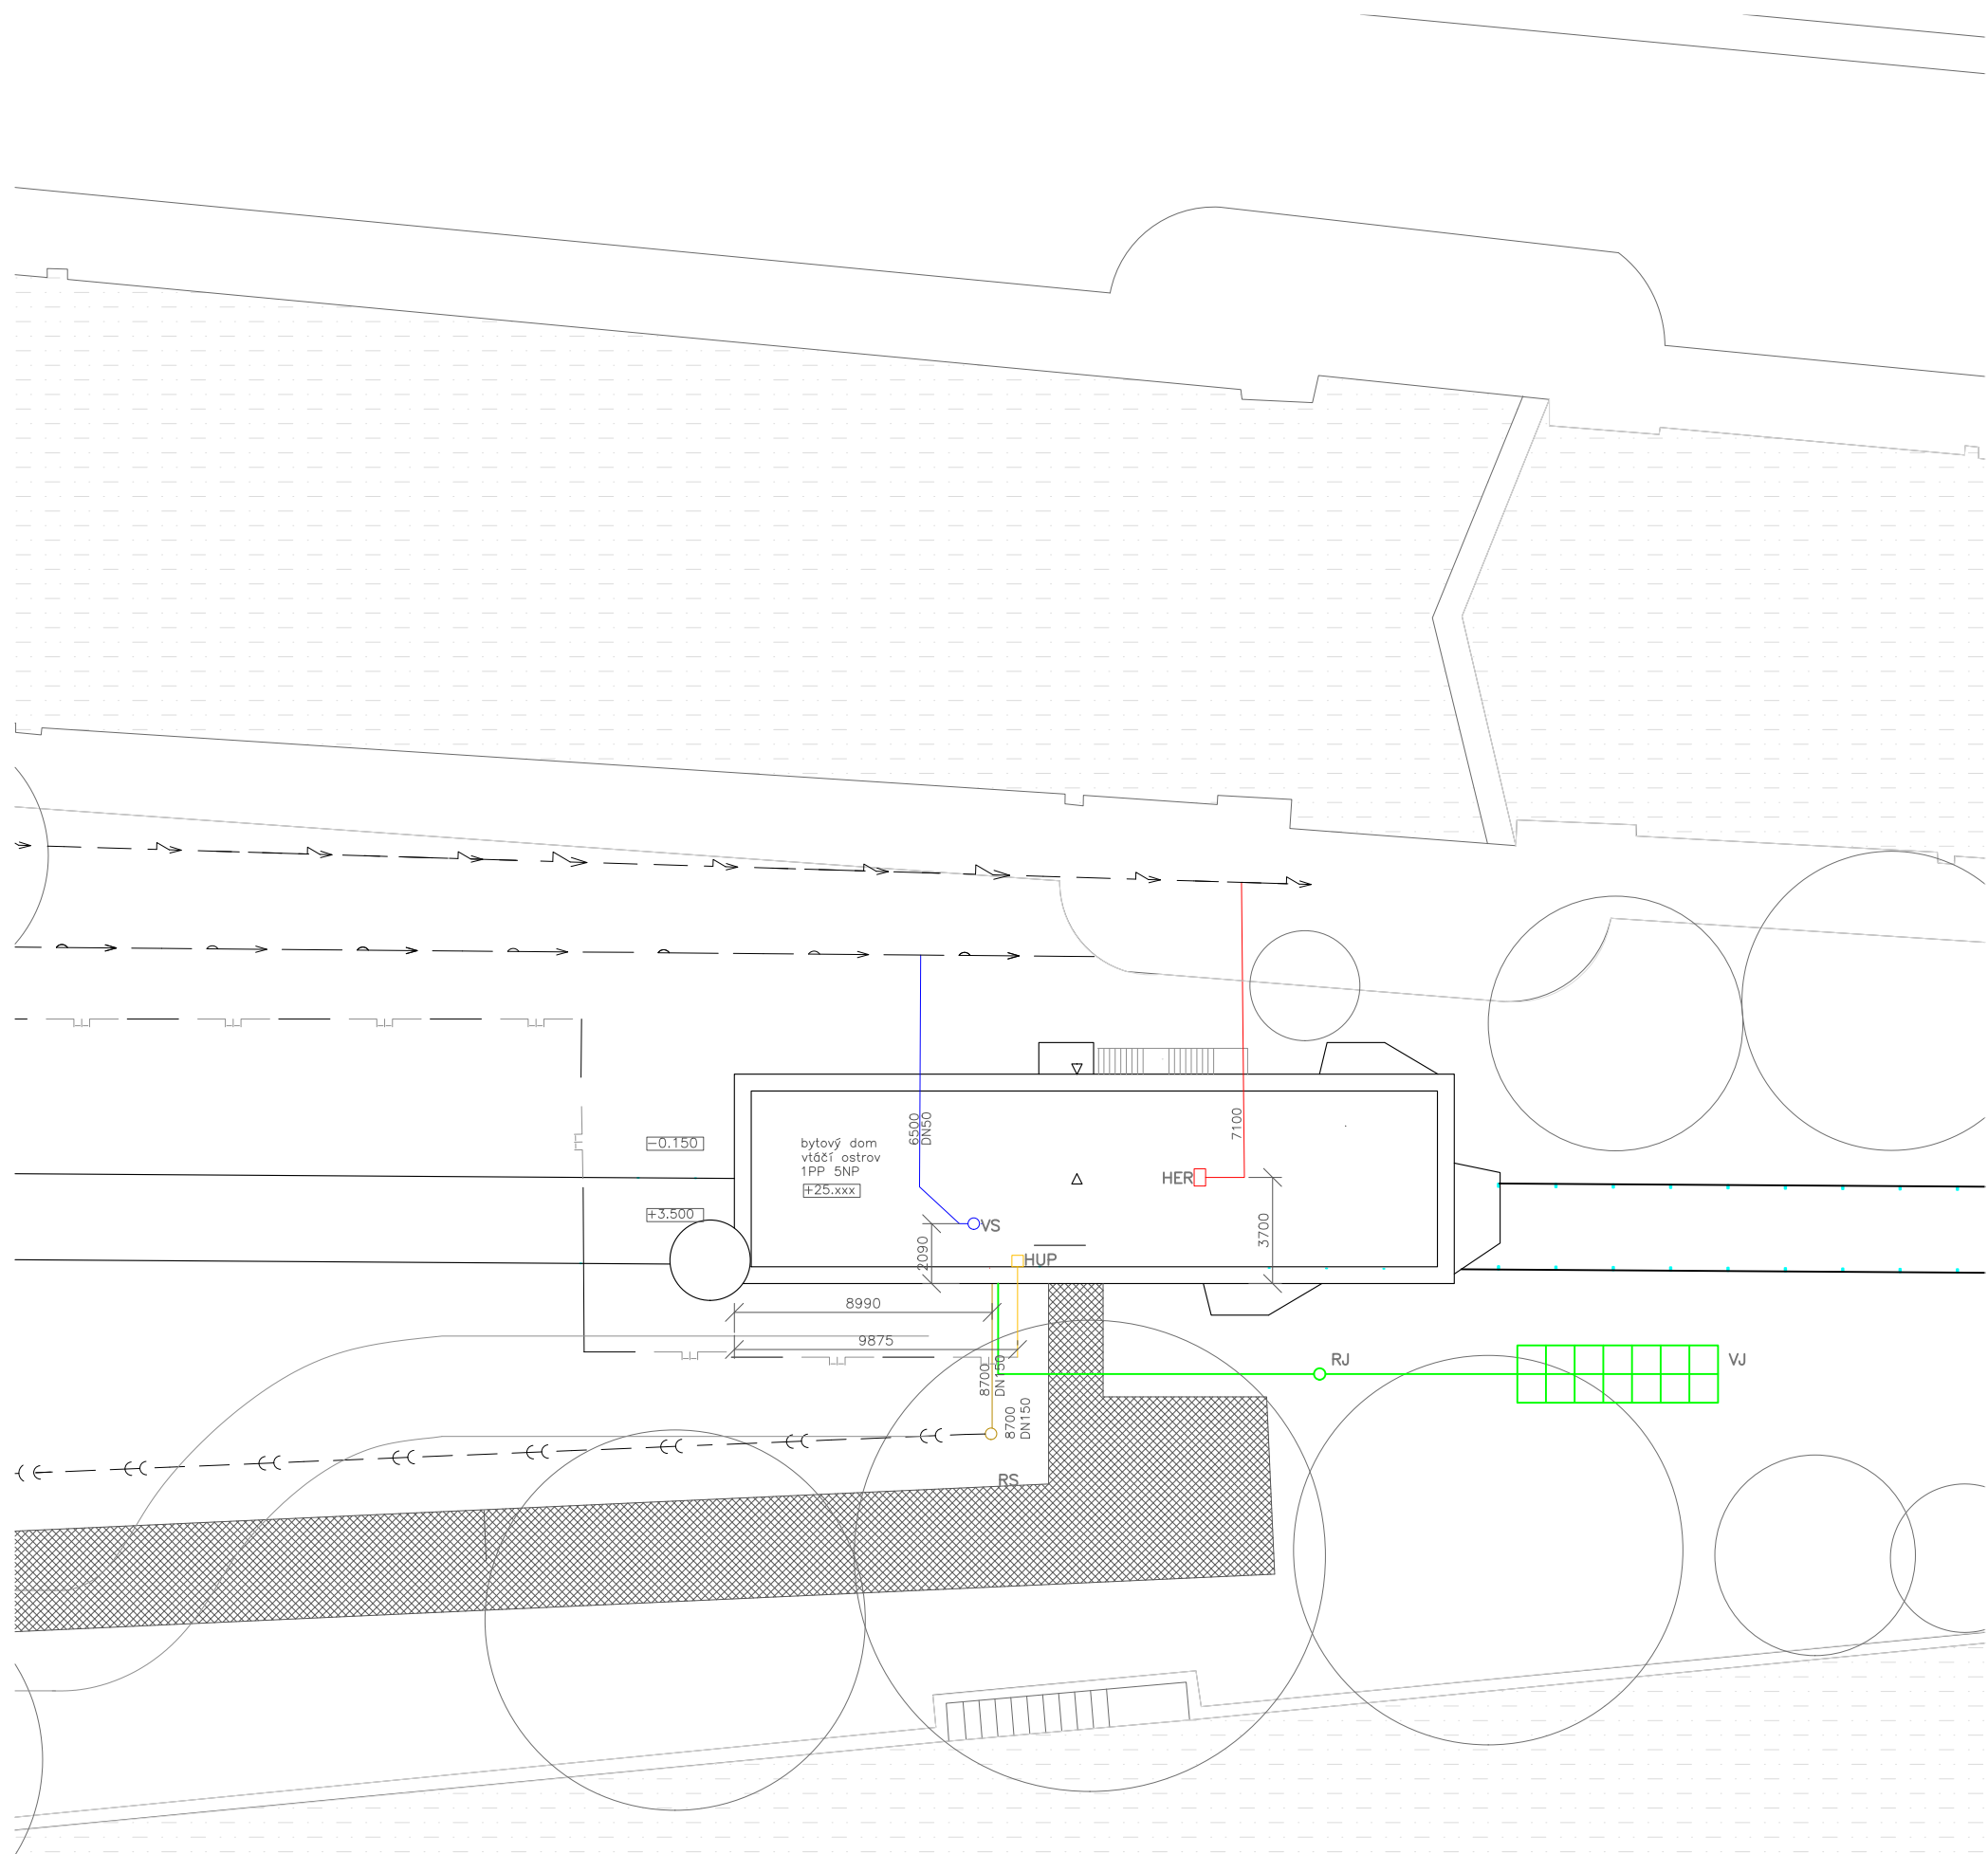 6500
DN50
7100
-0.150
bytový dom
vtáčí ostrov
1PP 5NP
+25.xxx
HER
+3.500
VS
2090
3700
HUP
8990
9875
RJ
VJ
8700
DN150
8700
DN150
RS